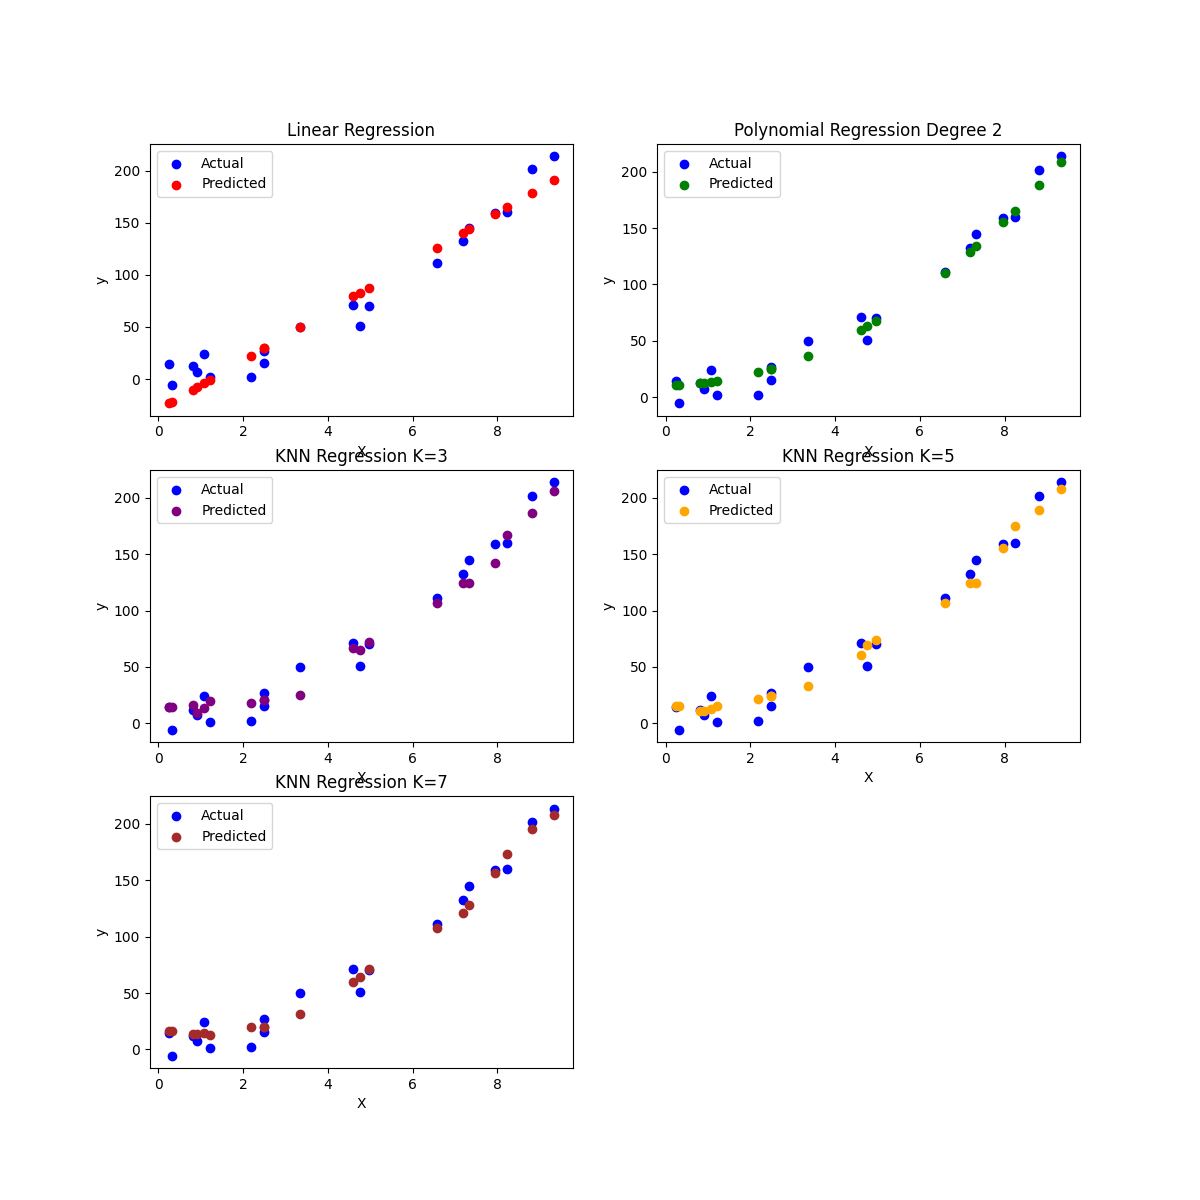 Linear Regression
Actual
Predicted
200
150
100
50
0
y
0 2 4 6 8
X
Polynomial Regression Degree 2
Actual
Predicted
200
150
100
50
0
y
0 2 4 6 8
X
KNN Regression K=3
Actual
Predicted
200
150
100
50
0
y
0 2 4 6 8
X
KNN Regression K=5
Actual
Predicted
200
150
100
50
0
y
0 2 4 6 8
X
KNN Regression K=7
Actual
Predicted
200
150
100
50
0
y
0 2 4 6 8
X